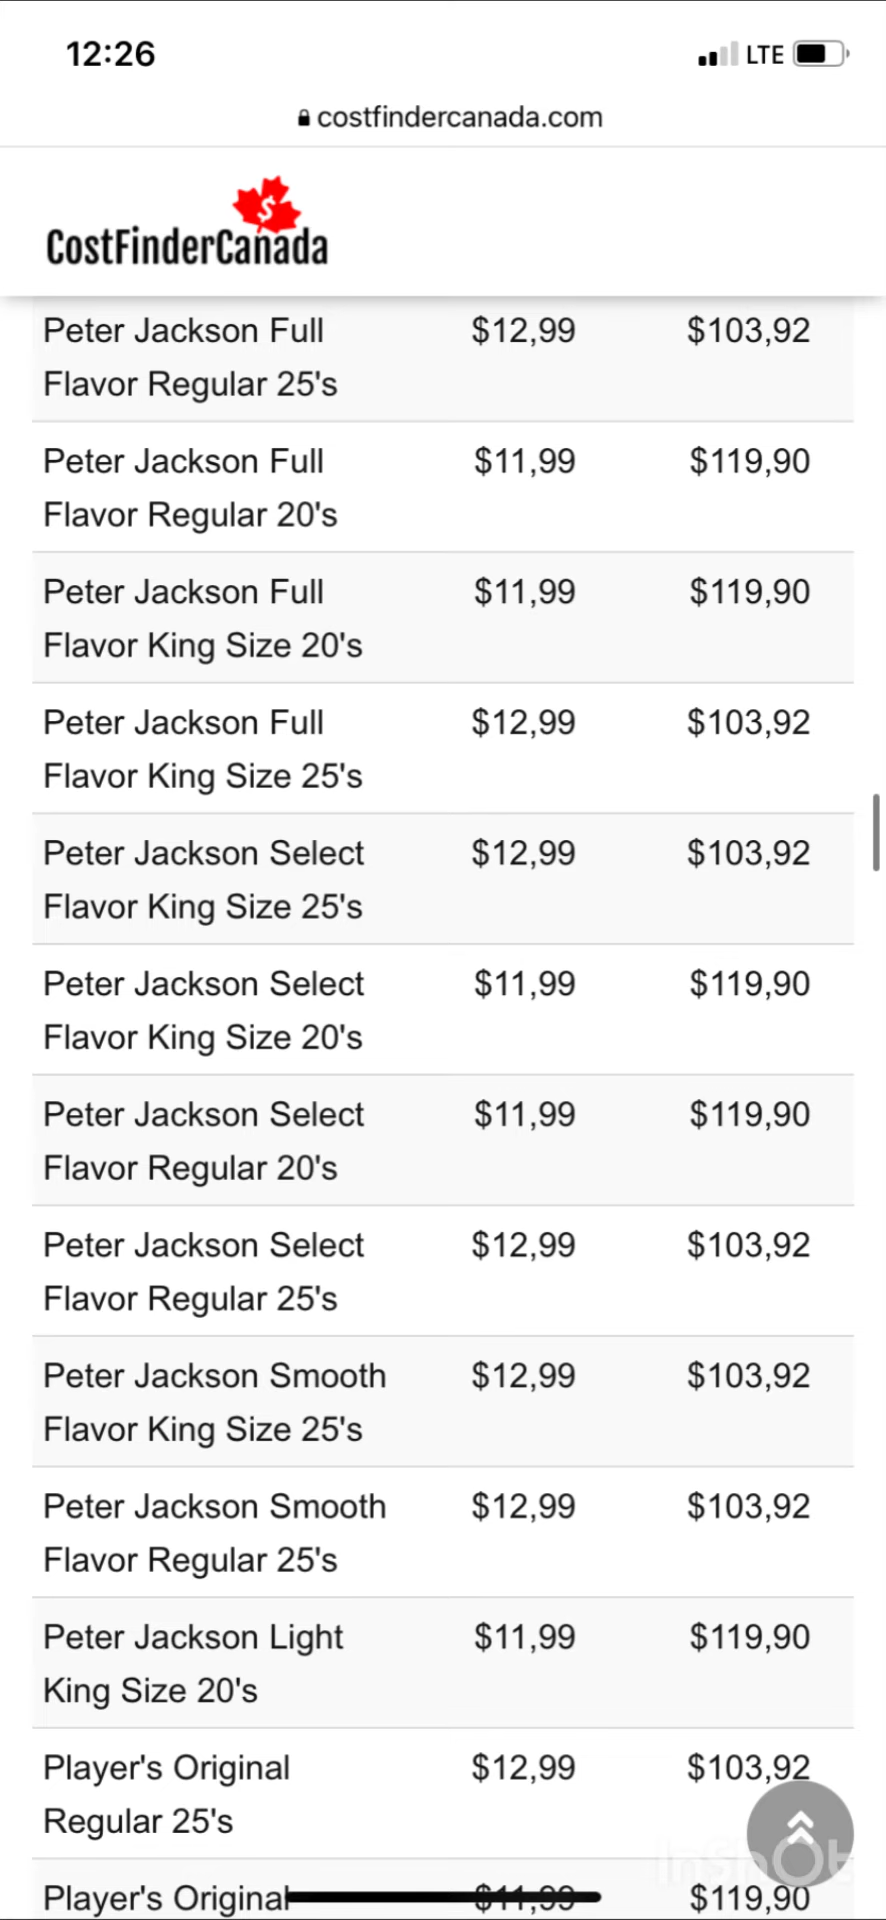 12:26 LTE
costfindercanada.com
$
CostFinderCanada
Peter Jackson Full $12,99 $103,92
Flavor Regular 25's
Peter Jackson Full $11,99 $119,90
Flavor Regular 20's
Peter Jackson Full $11,99 $119,90
Flavor King Size 20's
Peter Jackson Full $12,99 $103,92
Flavor King Size 25's
Peter Jackson Select $12,99 $103,92
Flavor King Size 25's
Peter Jackson Select $11,99 $119,90
Flavor King Size 20's
Peter Jackson Select $11,99 $119,90
Flavor Regular 20's
Peter Jackson Select $12,99 $103,92
Flavor Regular 25's
Peter Jackson Smooth $12,99 $103,92
Flavor King Size 25's
Peter Jackson Smooth $12,99 $103,92
Flavor Regular 25's
Peter Jackson Light $11,99 $119,90
King Size 20's
Player's Original $12,99 $103,92
Regular 25's
InShOt
Player's Original $11,99 $119,90